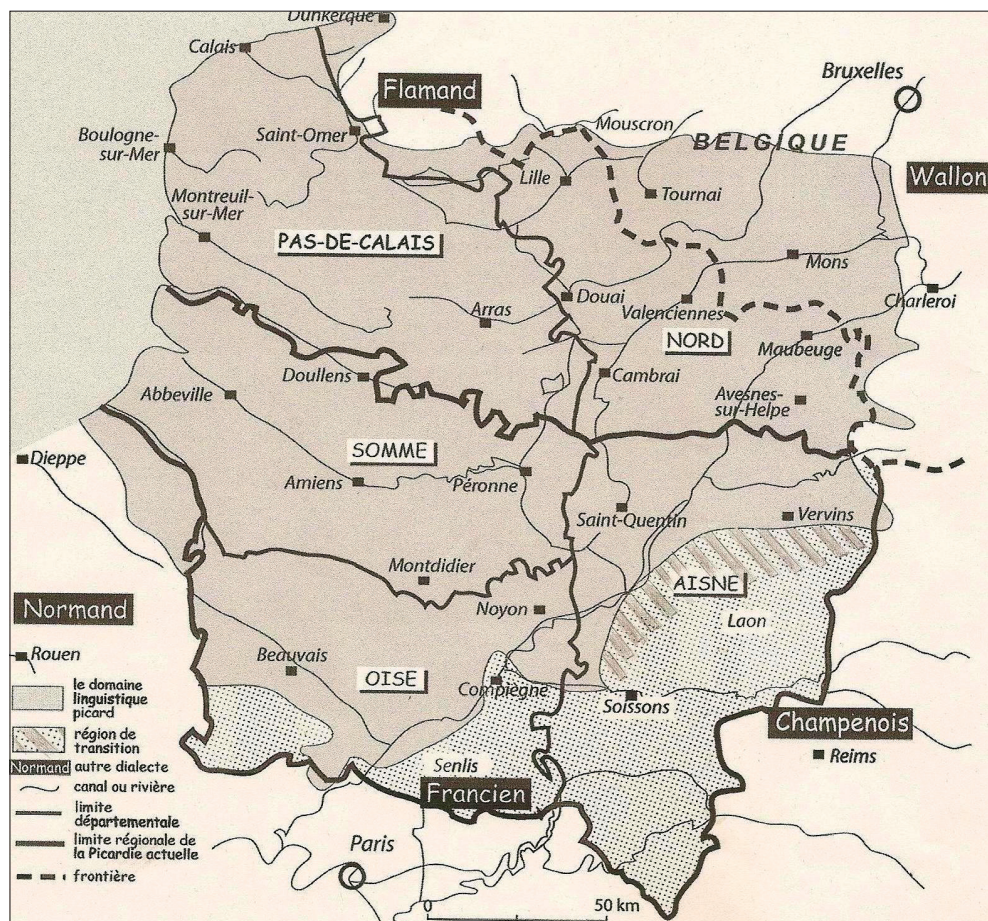 Dunkerque
Calais
Flamand
Bruxelles
Boulogne-
sur-Mer
Saint-Omer
Mouscron
BELGIQUE
Lille
Wallon
Montreuil-
sur-Mer
Tournai
PAS-DE-CALAIS
Mons
Douai
Charleroi
Arras
Valenciennes
NORD
Maubeuge
Doullens
Cambrai
Abbeville
Avesnes-
sur-Helpe
SOMME
Dieppe
Amiens
Péronne
Saint-Quentin
Vervins
Montdidier
AISNE
Normand
Noyon
Laon
Rouen
Beauvais
OISE
Compiègne
Soissons
le domaine
linguistique
picard
Champenois
région de
transition
Reims
Normand autre dialecte
Senlis
canal ou rivière
Francien
limite
départementale
limite régionale de
la Picardie actuelle
Paris
frontière
0 50 km